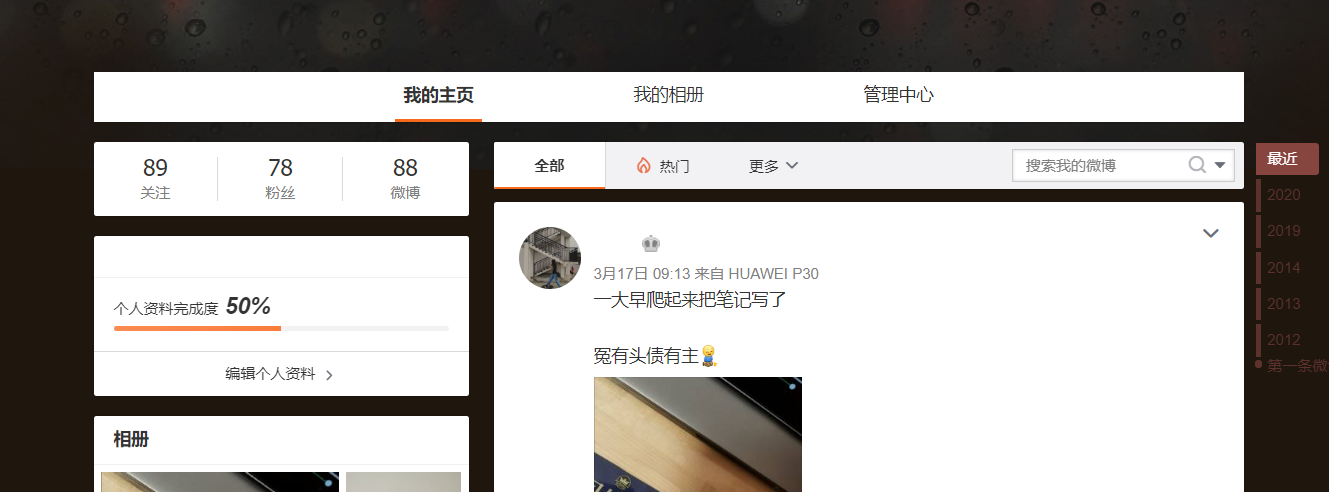 我的主页 我的相册 管理中心
89 78 88
关注 粉丝 微博
全部 热门 更多 搜索我的微博
最近
2020
2019
2014
2013
2012
第一条微
个人资料完成度 50%
编辑个人资料
相册
3月17日 09:13 来自 HUAWEI P30
一大早爬起来把笔记写了
冤有头债有主